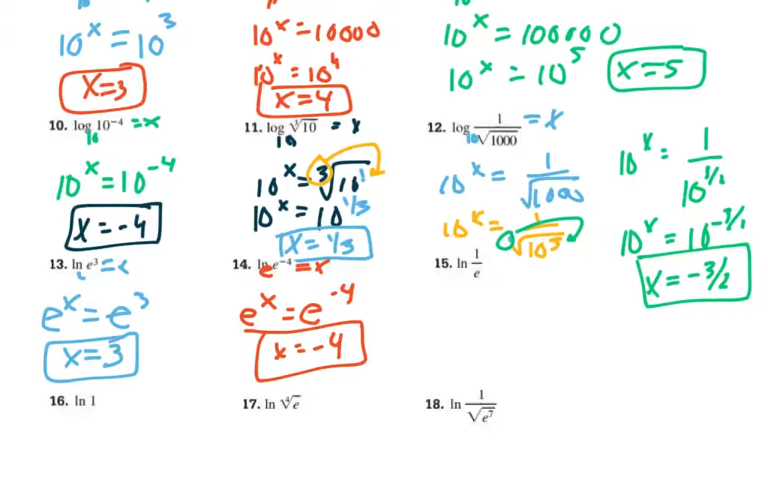 10^x = 10^3
x=3
10^x = 10000
10^x = 10^4
x=4
10^x = 100000
10^x = 10^5
x=5
10. log 10^−4 = x
10
10^x = 10^-4
x = -4
11. log ∛10 = x
10
10^x = ∛10^1
10^x = 10^1/3
x = 1/3
12. log 1/√1000 = x
10
10^x = 1/√1000
10^x = 1/√10^3
10^x = 1/10^3/2
10^x = 10^-3/2
x = -3/2
13. ln e^3 = x
e^x = e^3
x=3
14. ln e^−4 = x
e
e^x = e^-4
x = -4
15. ln 1/e
16. ln 1
17. ln ∜e
18. ln 1/√e^7